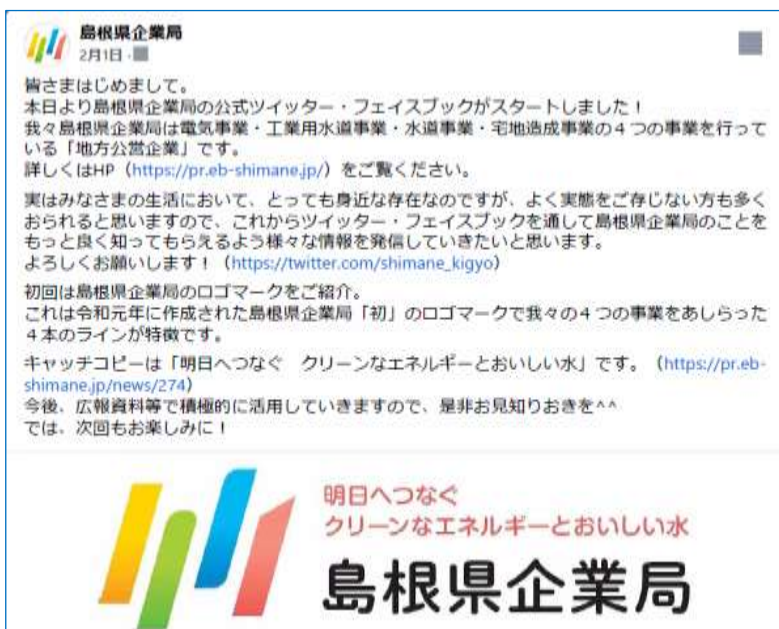 島根県企業局
2月1日・
皆さまはじめまして。
本日より島根県企業局の公式ツイッター・フェイスブックがスタートしました！
我々島根県企業局は電気事業・工業用水道事業・水道事業・宅地造成事業の４つの事業を行って
いる「地方公営企業」です。
詳しくはHP（https://pr.eb-shimane.jp/）をご覧ください。
実はみなさまの生活において、とっても身近な存在なのですが、よく実態をご存じない方も多く
おられると思いますので、これからツイッター・フェイスブックを通して島根県企業局のことを
もっと良く知ってもらえるよう様々な情報を発信していきたいと思います。
よろしくお願いします！（https://twitter.com/shimane_kigyo）
初回は島根県企業局のロゴマークをご紹介。
これは令和元年に作成された島根県企業局「初」のロゴマークで我々の４つの事業をあしらった
４本のラインが特徴です。
キャッチコピーは「明日へつなぐ　クリーンなエネルギーとおいしい水」です。（https://pr.eb-
shimane.jp/news/274）
今後、広報資料等で積極的に活用していきますので、是非お見知りおきを^^
では、次回もお楽しみに！
明日へつなぐ
クリーンなエネルギーとおいしい水
島根県企業局